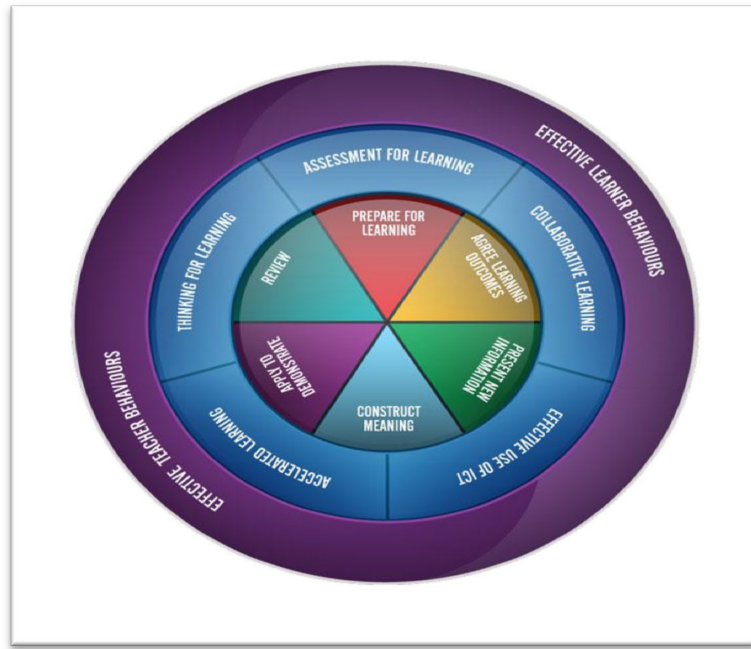 EFFECTIVE LEARNER BEHAVIOURS
EFFECTIVE TEACHER BEHAVIOURS
ASSESSMENT FOR LEARNING
COLLABORATIVE LEARNING
EFFECTIVE USE OF ICT
ACCELERATED LEARNING
THINKING FOR LEARNING
PREPARE FOR
LEARNING
AGREE LEARNING
OUTCOMES
PRESENT NEW
INFORMATION
CONSTRUCT
MEANING
APPLY TO
DEMONSTRATE
REVIEW